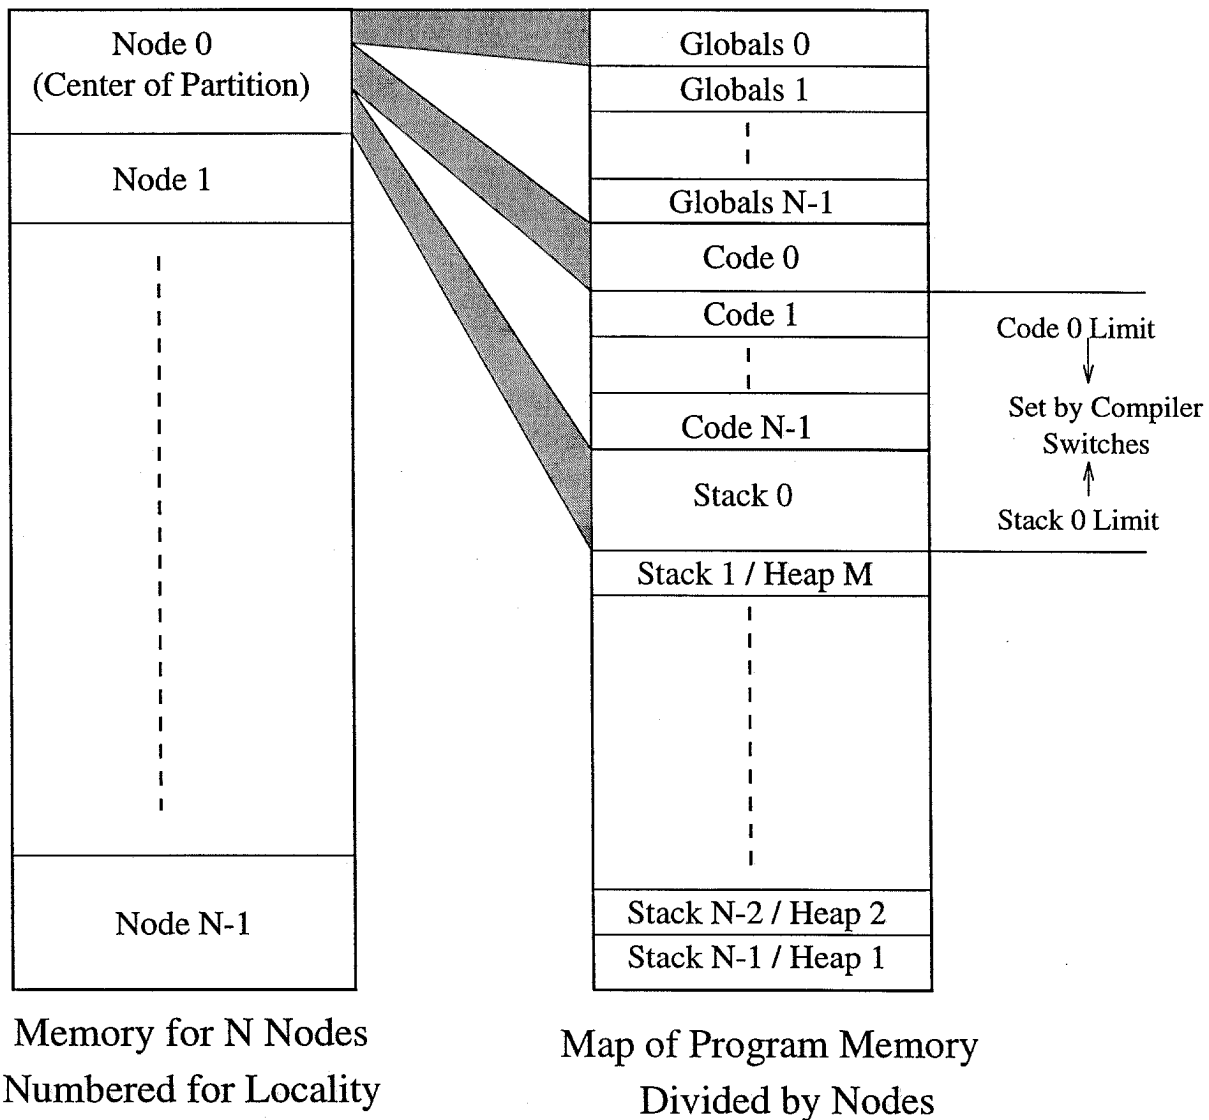 Node 0
(Center of Partition)
Node 1
Node N-1
Memory for N Nodes
Numbered for Locality
Globals 0
Globals 1
Globals N-1
Code 0
Code 1
Code N-1
Stack 0
Stack 1 / Heap M
Stack N-2 / Heap 2
Stack N-1 / Heap 1
Map of Program Memory
Divided by Nodes
Code 0 Limit
Set by Compiler
Switches
Stack 0 Limit